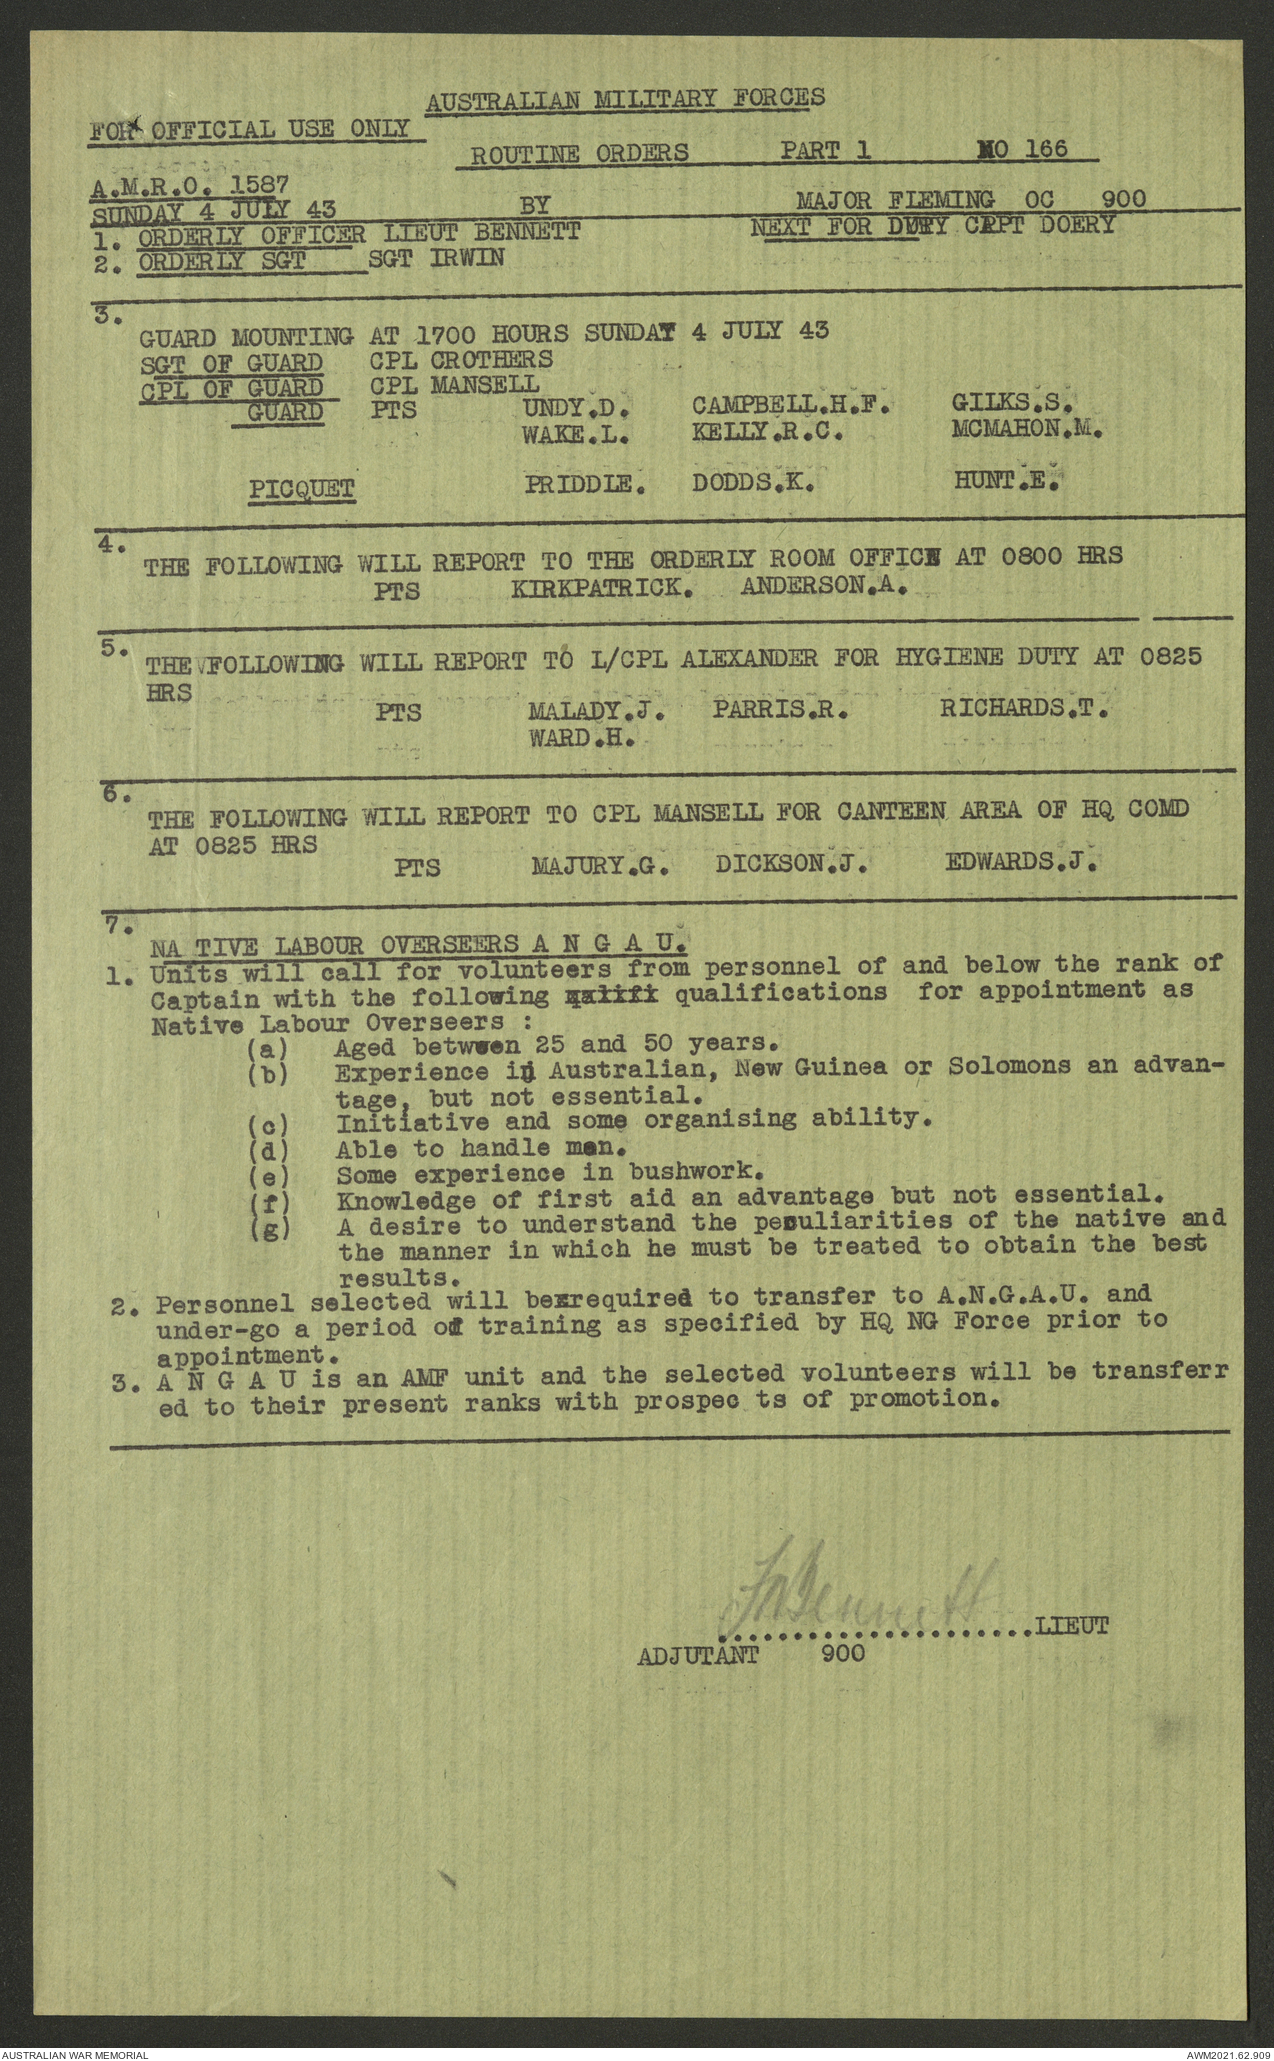 AUSTRALIAN MILITARY FORCES
FOR OFFICIAL USE ONLY
ROUTINE ORDERS PART 1 NO 166
A.M.R.O. 1587
SUNDAY 4 JULY 43 BY MAJOR FLEMING OC 900
1. ORDERLY OFFICER LIEUT BENNETT NEXT FOR DUTY CAPT DOERY
2. ORDERLY SGT SGT IRWIN
3.
GUARD MOUNTING AT 1700 HOURS SUNDAY 4 JULY 43
SGT OF GUARD CPL CROTHERS
CPL OF GUARD CPL MANSELL
GUARD PTS UNDY.D. CAMPBELL.H.F. GILKS.S.
WAKE.L. KELLY.R.C. MCMAHON.M.
PICQUET PRIDDLE. DODDS.K. HUNT.E.
4.
THE FOLLOWING WILL REPORT TO THE ORDERLY ROOM OFFICE AT 0800 HRS
PTS KIRKPATRICK. ANDERSON.A.
5.
THE FOLLOWING WILL REPORT TO L/CPL ALEXANDER FOR HYGIENE DUTY AT 0825
HRS
PTS MALADY.J. PARRIS.R. RICHARDS.T.
WARD.H.
6.
THE FOLLOWING WILL REPORT TO CPL MANSELL FOR CANTEEN AREA OF HQ COMD
AT 0825 HRS
PTS MAJURY.G. DICKSON.J. EDWARDS.J.
7.
NA TIVE LABOUR OVERSEERS A N G A U.
1. Units will call for volunteers from personnel of and below the rank of
Captain with the following qualifications for appointment as
Native Labour Overseers :
(a) Aged between 25 and 50 years.
(b) Experience in Australian, New Guinea or Solomons an advan-
tage, but not essential.
(c) Initiative and some organising ability.
(d) Able to handle men.
(e) Some experience in bushwork.
(f) Knowledge of first aid an advantage but not essential.
(g) A desire to understand the peculiarities of the native and
the manner in which he must be treated to obtain the best
results.
2. Personnel selected will be required to transfer to A.N.G.A.U. and
under-go a period of training as specified by HQ NG Force prior to
appointment.
3. A N G A U is an AMF unit and the selected volunteers will be transferr
ed to their present ranks with prospec ts of promotion.
Bennett
.....................LIEUT
ADJUTANT 900
AUSTRALIAN WAR MEMORIAL AWM2021.62.909